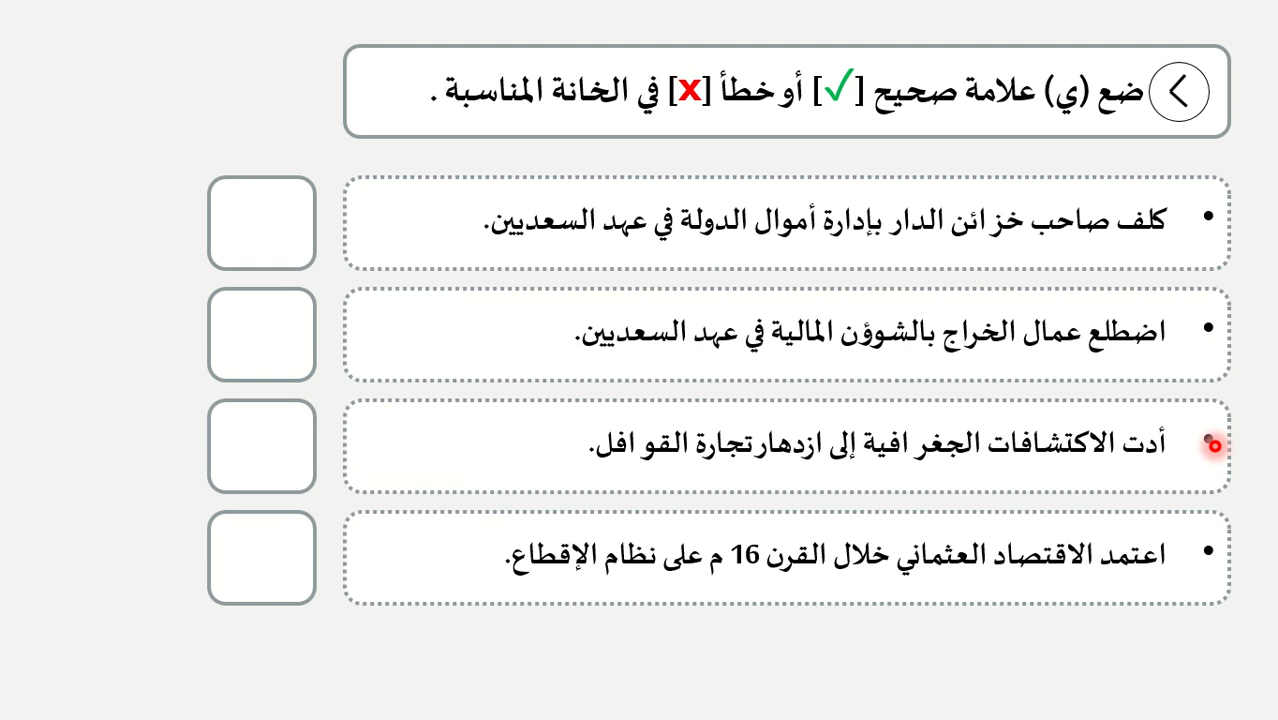 ضع (ي) علامة صحيح [✓] أو خطأ [x] في الخانة المناسبة .
• كلف صاحب خزائن الدار بإدارة أموال الدولة في عهد السعديين.
• اضطلع عمال الخراج بالشوؤن المالية في عهد السعديين.
• أدت الاكتشافات الجغرافية إلى ازدهار تجارة القوافل.
• اعتمد الاقتصاد العثماني خلال القرن 16 م على نظام الإقطاع.